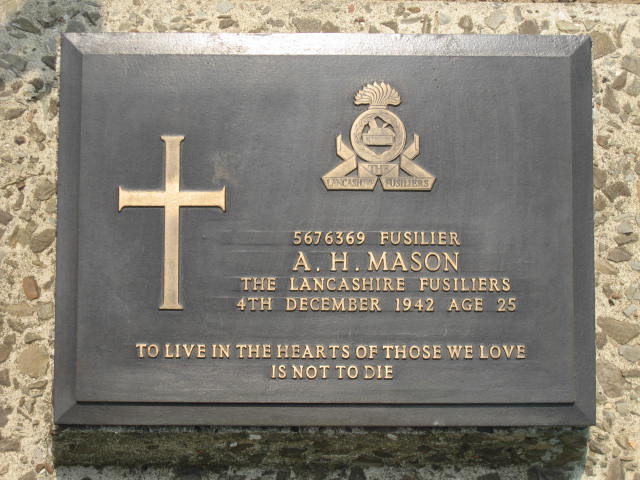 THE
LANCASHIRE FUSILIERS
5676369 FUSILIER
A. H. MASON
THE LANCASHIRE FUSILIERS
4TH DECEMBER 1942 AGE 25
TO LIVE IN THE HEARTS OF THOSE WE LOVE
IS NOT TO DIE